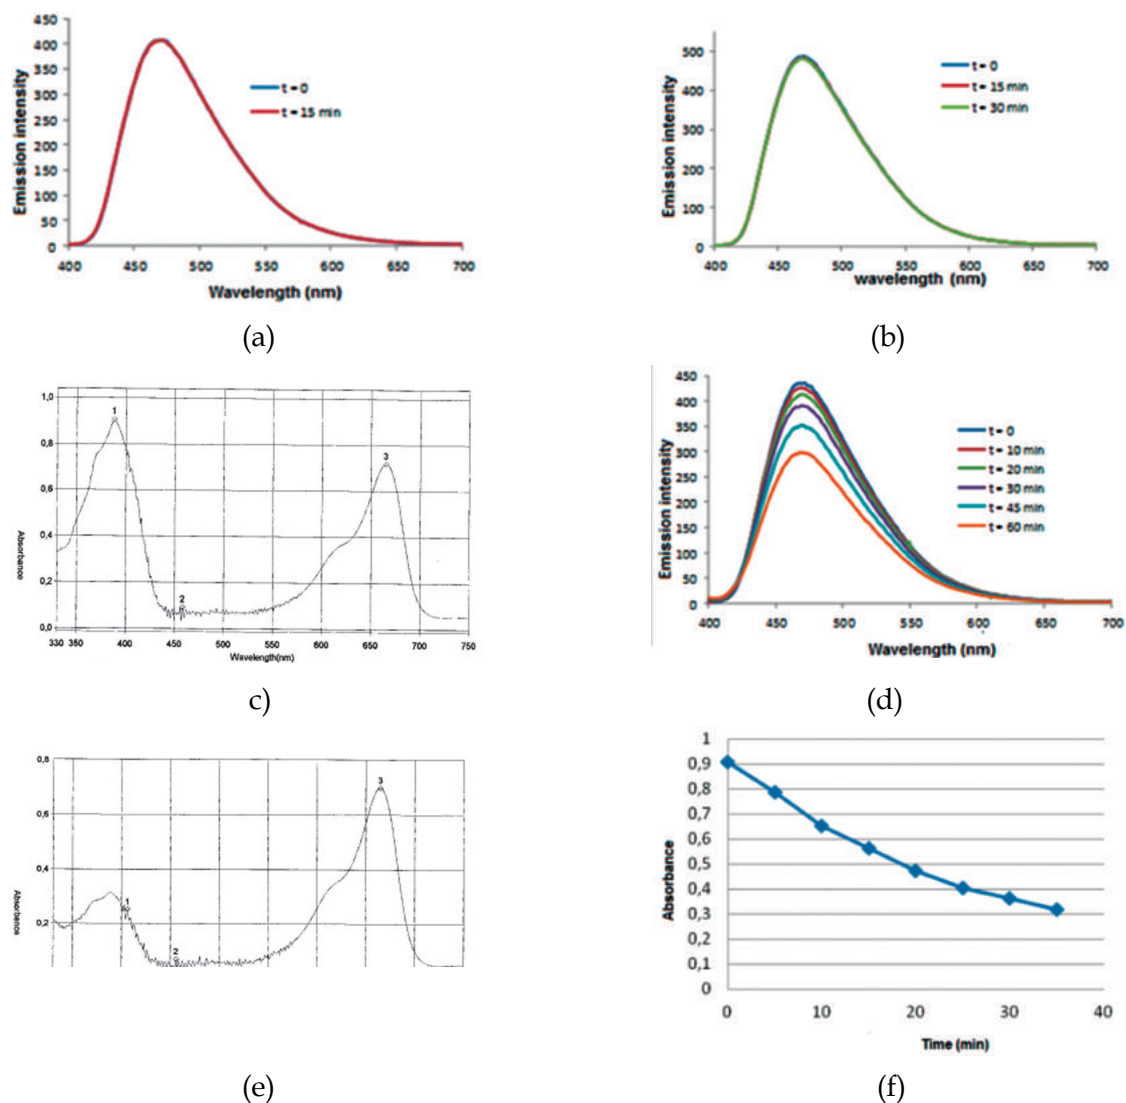 450
400
350
300
250
200
150
100
50
0
Emission intensity
t = 0
t = 15 min
400 450 500 550 600 650 700
Wavelength (nm)
(a)
500
400
300
200
100
0
Emission intensity
t = 0
t = 15 min
t = 30 min
400 450 500 550 600 650 700
wavelength (nm)
(b)
1,0
0,8
0,6
0,4
0,2
0,0
Absorbance
1
2
3
330 350 400 450 500 550 600 650 700 750
Wavelength(nm)
c)
450
400
350
300
250
200
150
100
50
0
Emission intensity
t = 0
t = 10 min
t = 20 min
t = 30 min
t = 45 min
t = 60 min
400 450 500 550 600 650 700
Wavelength (nm)
(d)
0,8
0,6
0,4
0,2
Absorbance
1
2
3
(e)
1
0,9
0,8
0,7
0,6
0,5
0,4
0,3
0,2
0,1
0
Absorbance
0 10 20 30 40
Time (min)
(f)